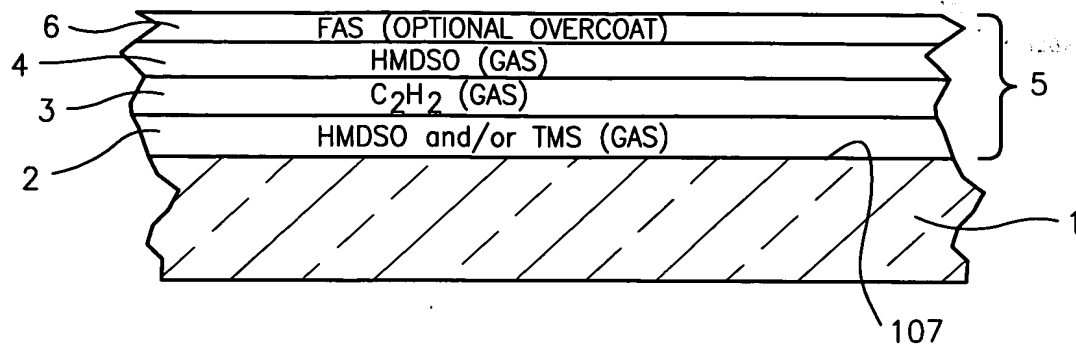 6
FAS (OPTIONAL OVERCOAT)
4
HMDSO (GAS)
5
3
C₂H₂ (GAS)
2
HMDSO and/or TMS (GAS)
1
107